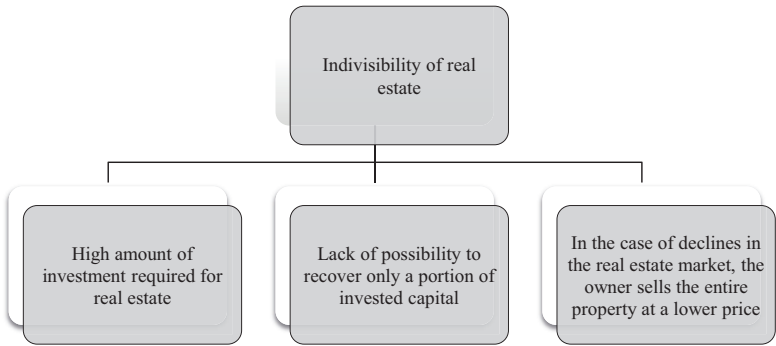 Indivisibility of real
estate
High amount of
investment required for
real estate
Lack of possibility to
recover only a portion of
invested capital
In the case of declines in
the real estate market, the
owner sells the entire
property at a lower price